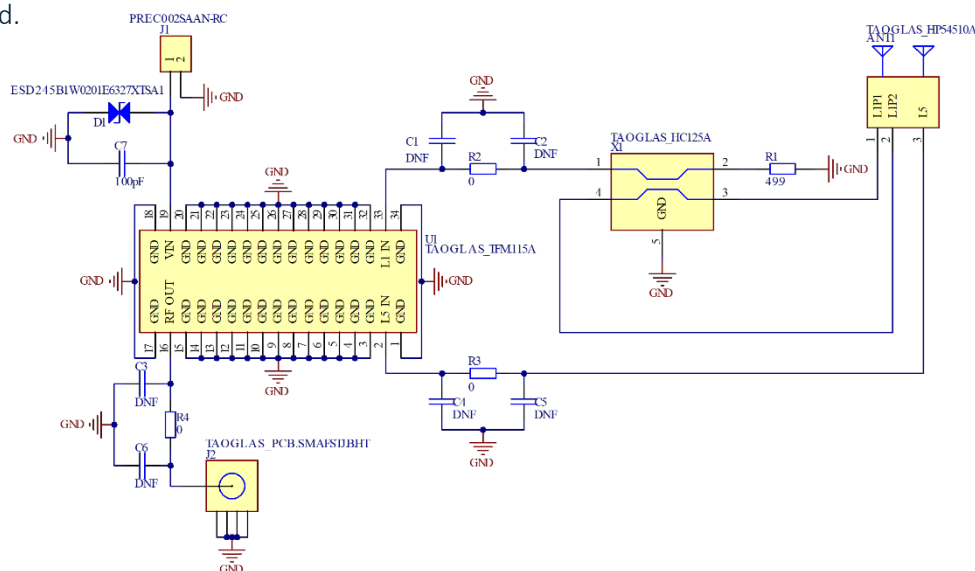 d.
PREC002SAAN-RC
J1
1
2
GND
ESD245B1W0201E6327XTSA1
D1
GND
C7
100pF
GND
18
19
20
21
22
23
24
25
26
27
28
29
30
31
32
33
34
GND
VIN
GND
GND
GND
GND
GND
GND
GND
GND
GND
GND
GND
GND
GND
L1 IN
GND
U1
TAOGLAS_TFM115A
GND
GND
GND
RF OUT
GND
GND
GND
GND
GND
GND
GND
GND
GND
GND
GND
GND
GND
L5 IN
GND
17
16
15
14
13
12
11
10
9
8
7
6
5
4
3
2
1
GND
GND
C1
DNF
C2
DNF
R2
0
TAOGLAS_HC125A
X1
1
4
2
3
GND
5
GND
R1
499
GND
TAOGLAS_HP54510A
ANT1
L1P1
L1P2
L5
1
2
3
R3
0
C4
DNF
C5
DNF
GND
C3
DNF
GND
R4
0
C6
DNF
TAOGLAS_PCB.SMAFSTJ.B.HT
J2
GND